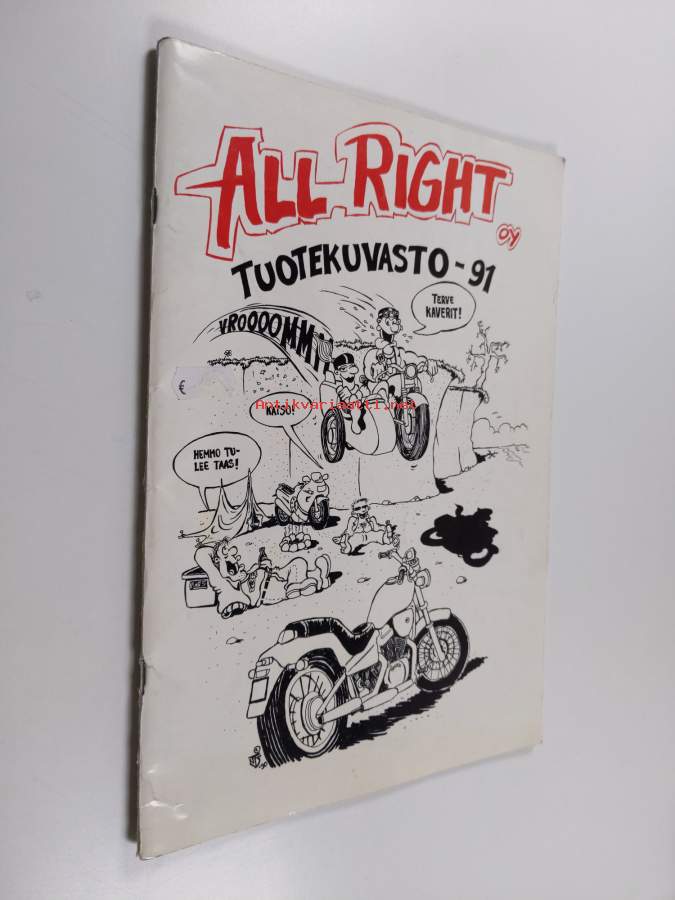 ALL RIGHT
OY
TUOTEKUVASTO - 91
VROOOOMM
TERVE
KAVERIT!
€
KATSO!
Antikvariaatti.net
HEMMO TU-
LEE TAAS!